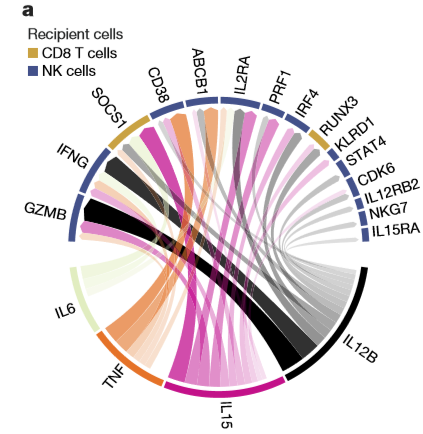 a
Recipient cells
CD8 T cells
NK cells
GZMB
IFNG
SOCS1
CD38
ABCB1
IL2RA
PRF1
IRF4
RUNX3
KLRD1
STAT4
CDK6
IL12RB2
NKG7
IL15RA
IL12B
IL15
TNF
IL6